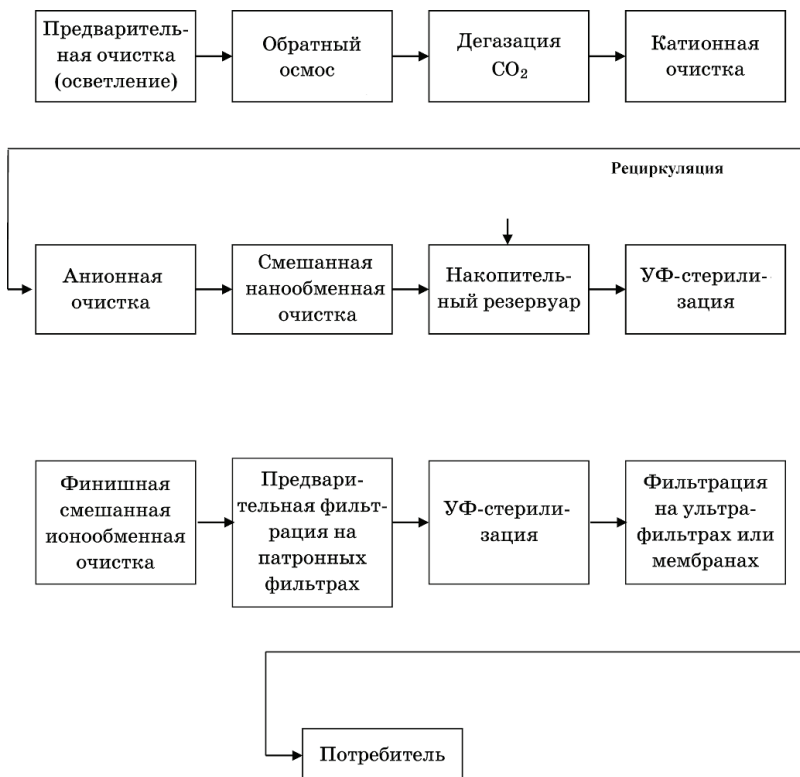 Предваритель-
ная очистка
(осветление)
Обратный
осмос
Дегазация
CO₂
Катионная
очистка
Рециркуляция
Анионная
очистка
Смешанная
нанообменная
очистка
Накопитель-
ный резервуар
УФ-стерили-
зация
Финишная
смешанная
ионообменная
очистка
Предвари-
тельная фильт-
рация на
патронных
фильтрах
УФ-стерили-
зация
Фильтрация
на ультра-
фильтрах или
мембранах
Потребитель